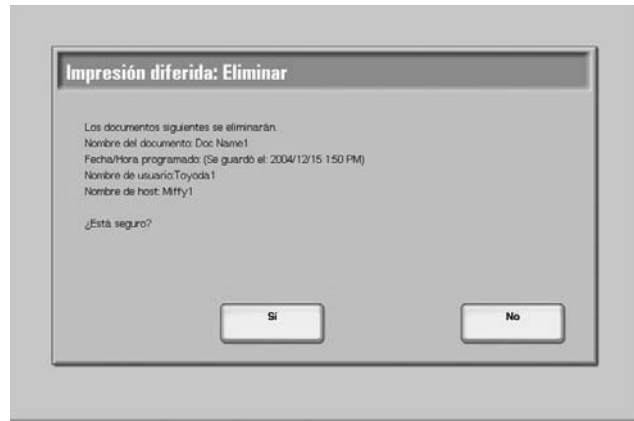 Impresión diferida: Eliminar
Los documentos siguientes se eliminarán.
Nombre del documento: Doc Name1
Fecha/Hora programado: (Se guardó el: 2004/12/15 1:50 PM)
Nombre de usuario:Toyoda1
Nombre de host: Miffy1
¿Está seguro?
Sí
No